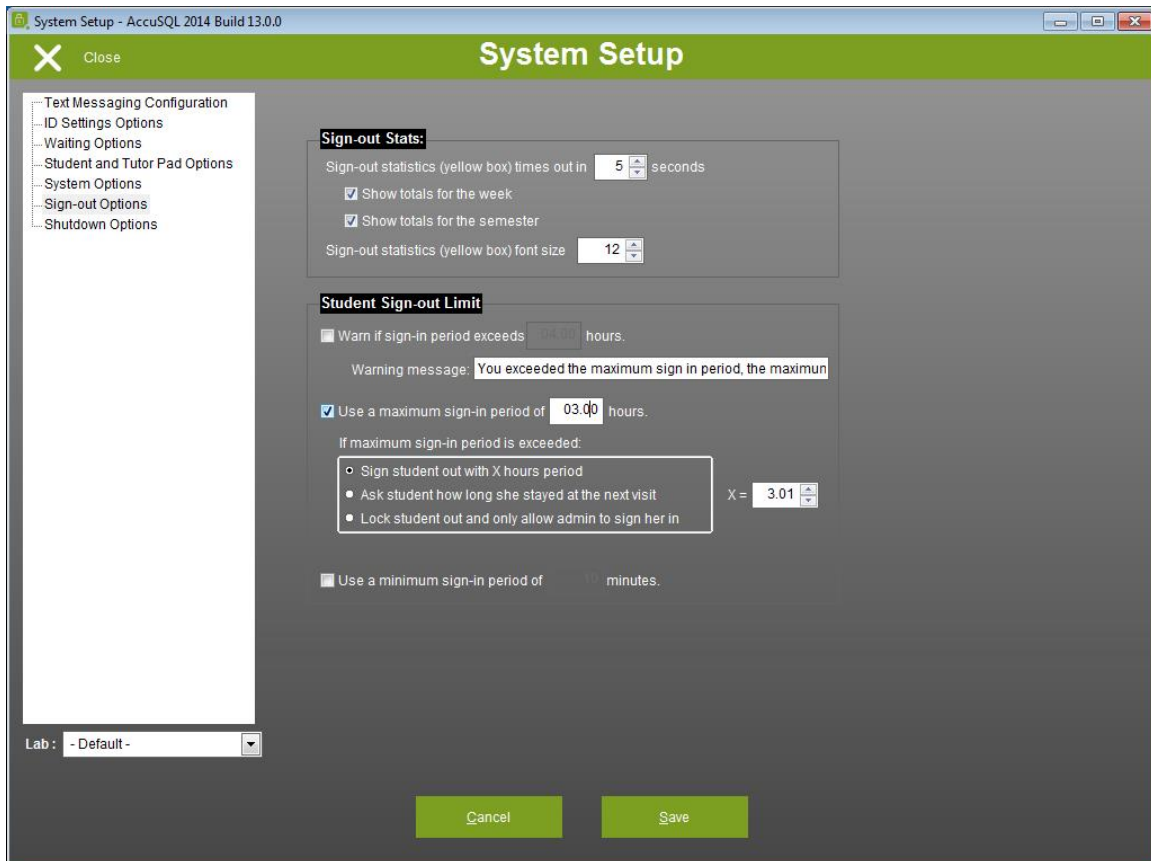 System Setup - AccuSQL 2014 Build 13.0.0
Close
System Setup
Text Messaging Configuration
ID Settings Options
Waiting Options
Student and Tutor Pad Options
System Options
Sign-out Options
Shutdown Options
Sign-out Stats:
Sign-out statistics (yellow box) times out in 5 seconds
Show totals for the week
Show totals for the semester
Sign-out statistics (yellow box) font size 12
Student Sign-out Limit
Warn if sign-in period exceeds 04.00 hours.
Warning message: You exceeded the maximum sign in period, the maximun
Use a maximum sign-in period of 03.00 hours.
If maximum sign-in period is exceeded:
Sign student out with X hours period
Ask student how long she stayed at the next visit
X = 3.01
Lock student out and only allow admin to sign her in
Use a minimum sign-in period of 10 minutes.
Lab : - Default -
Cancel
Save